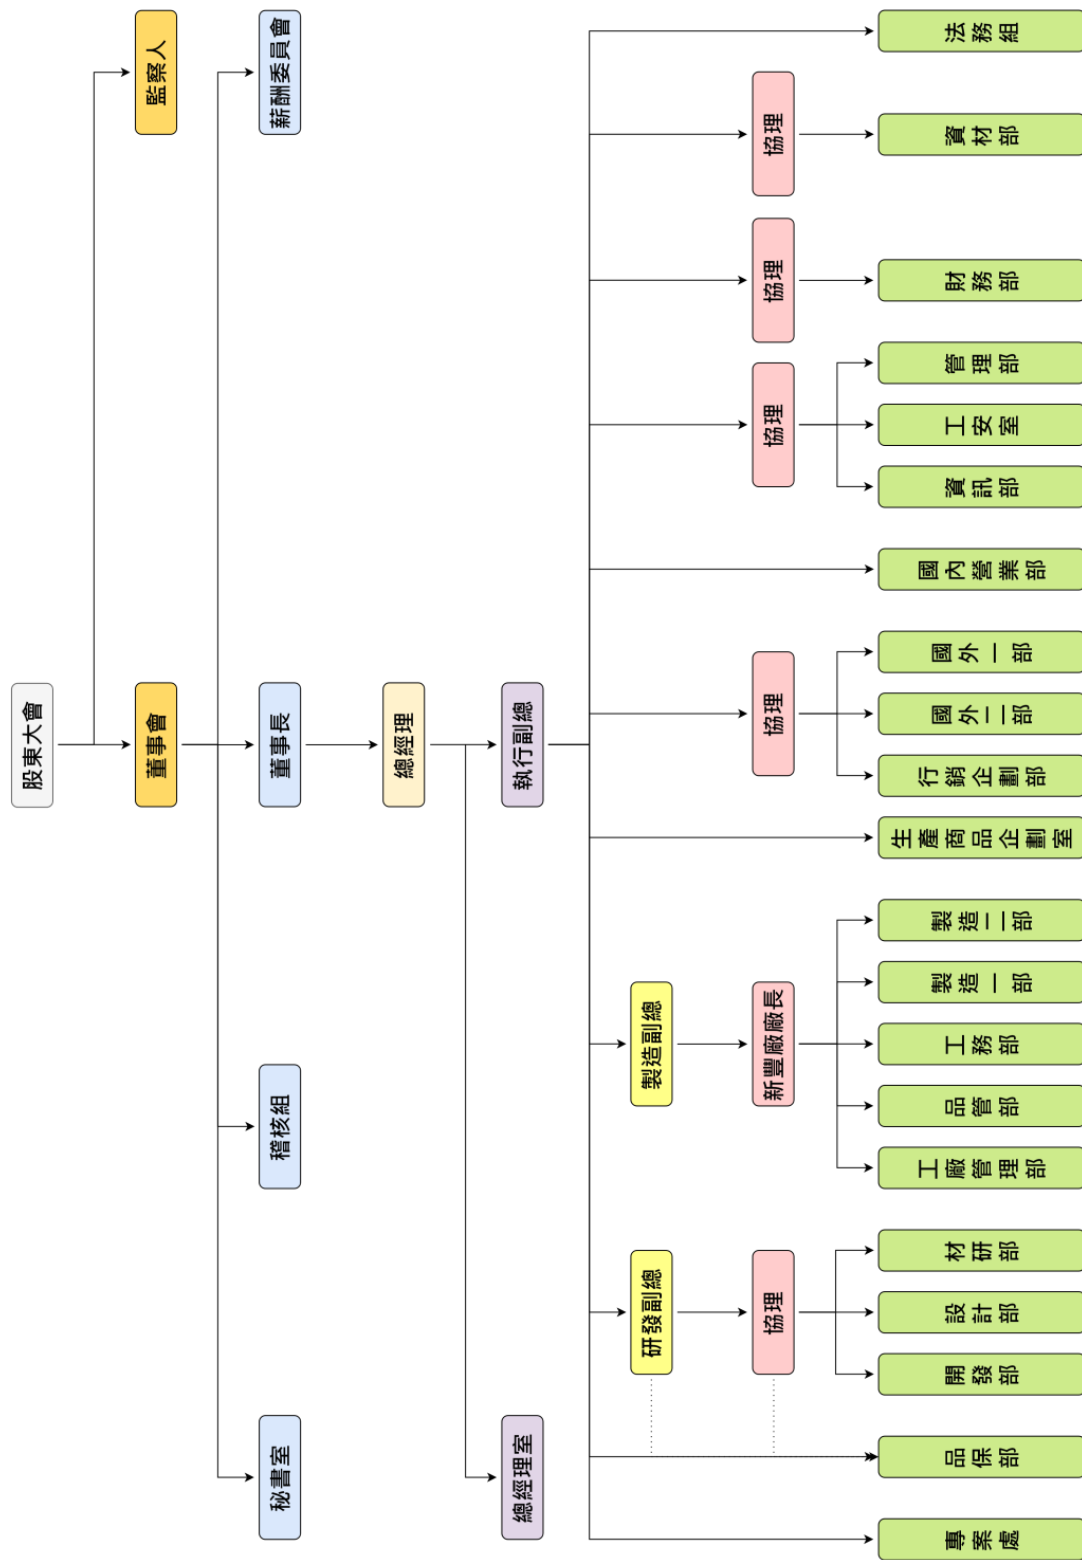 股東大會
董事會
監察人
秘書室
稽核組
董事長
薪酬委員會
總經理
總經理室
執行副總
研發副總
製造副總
協理
新豐廠廠長
協理
協理
協理
協理
專案處
品保部
開發部
設計部
材研部
工廠管理部
品管部
工務部
製造一部
製造二部
生產商品企劃室
行銷企劃部
國外二部
國外一部
國內營業部
資訊部
工安室
管理部
財務部
資材部
法務組